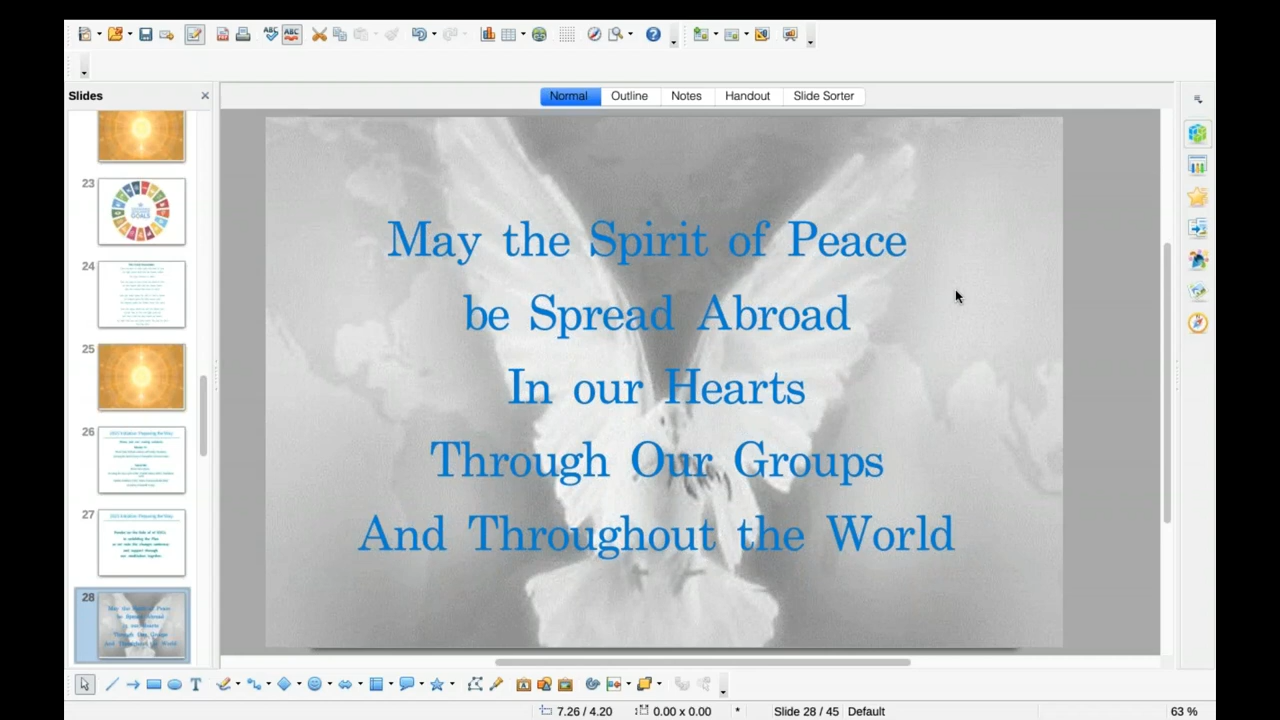 Slides
Normal
Outline
Notes
Handout
Slide Sorter
23
24
25
26
27
28
May the Spirit of Peace
be Spread Abroad
In our Hearts
Through Our Groups
And Throughout the World
7.26 / 4.20
0.00 x 0.00
*
Slide 28 / 45
Default
63 %